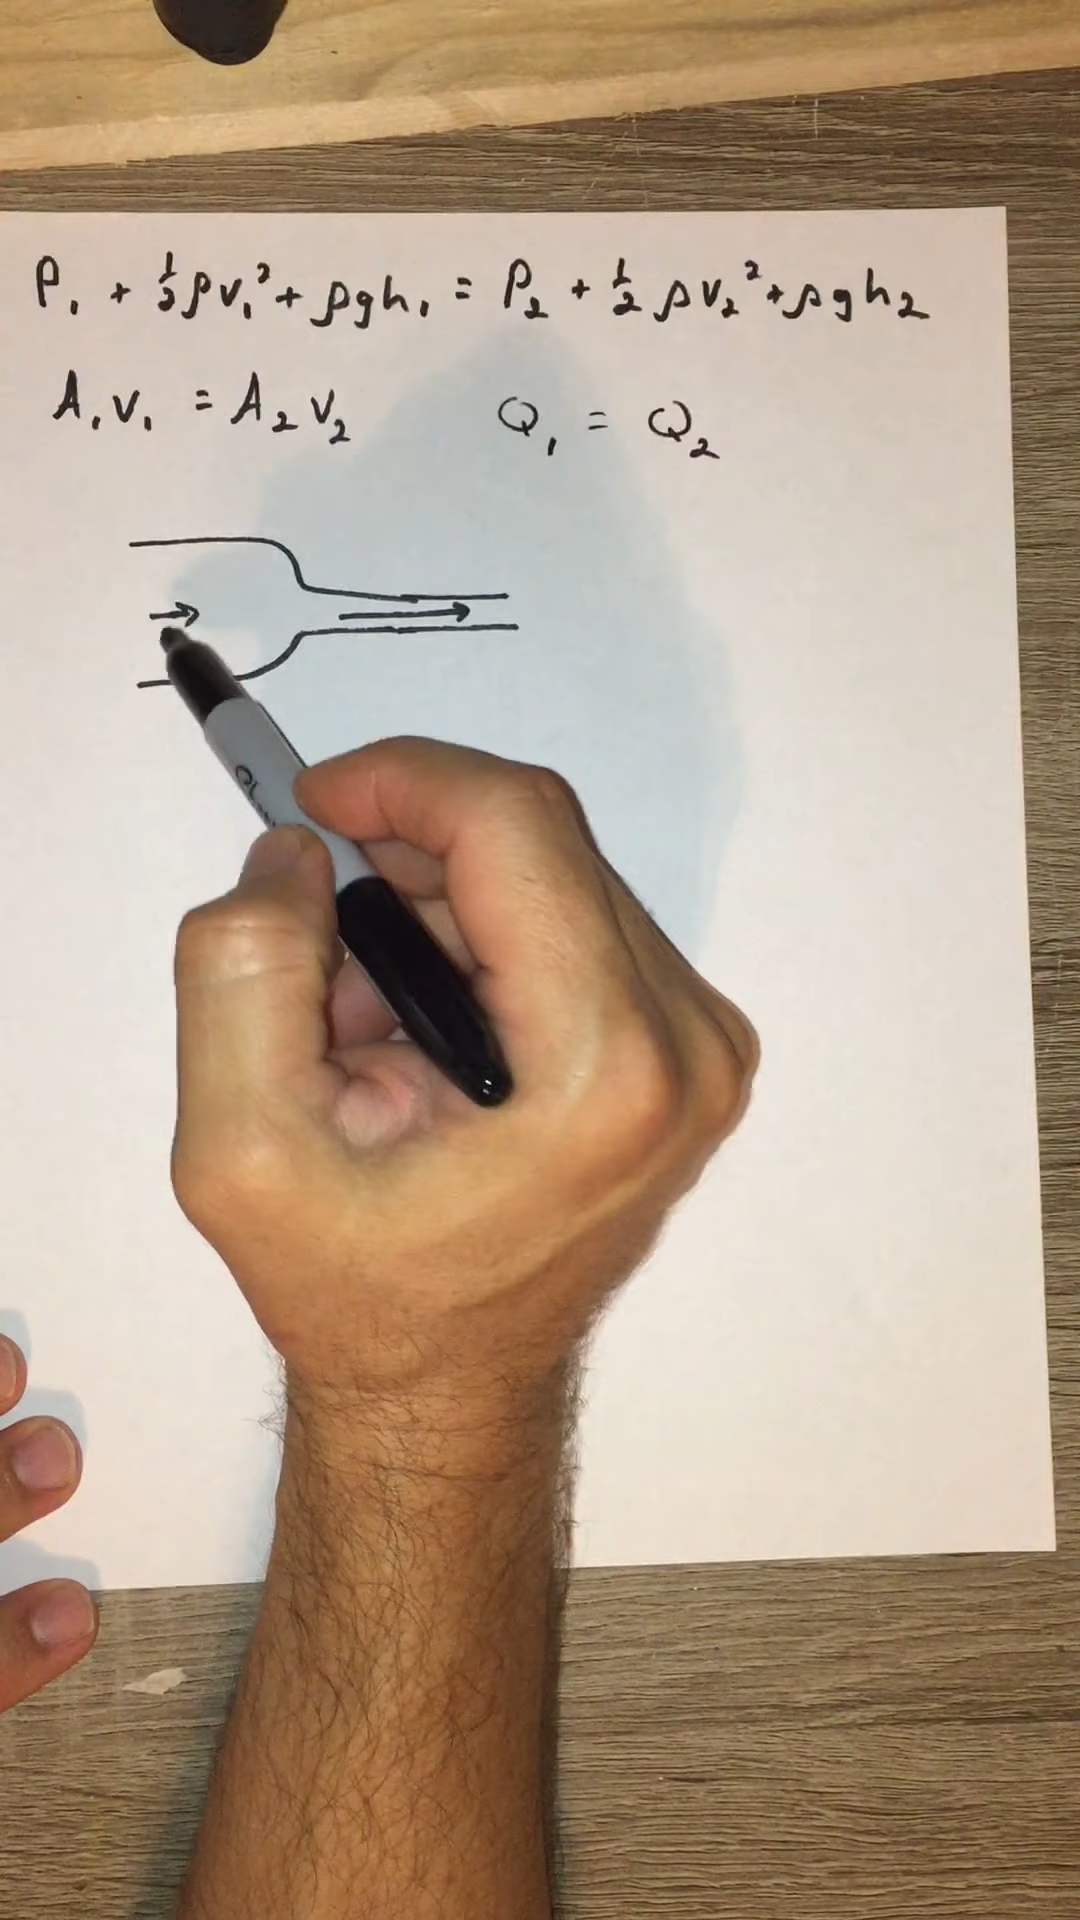 P₁ + ½ρv₁² + ρgh₁ = P₂ + ½ρv₂² + ρgh₂
A₁v₁ = A₂v₂ Q₁ = Q₂